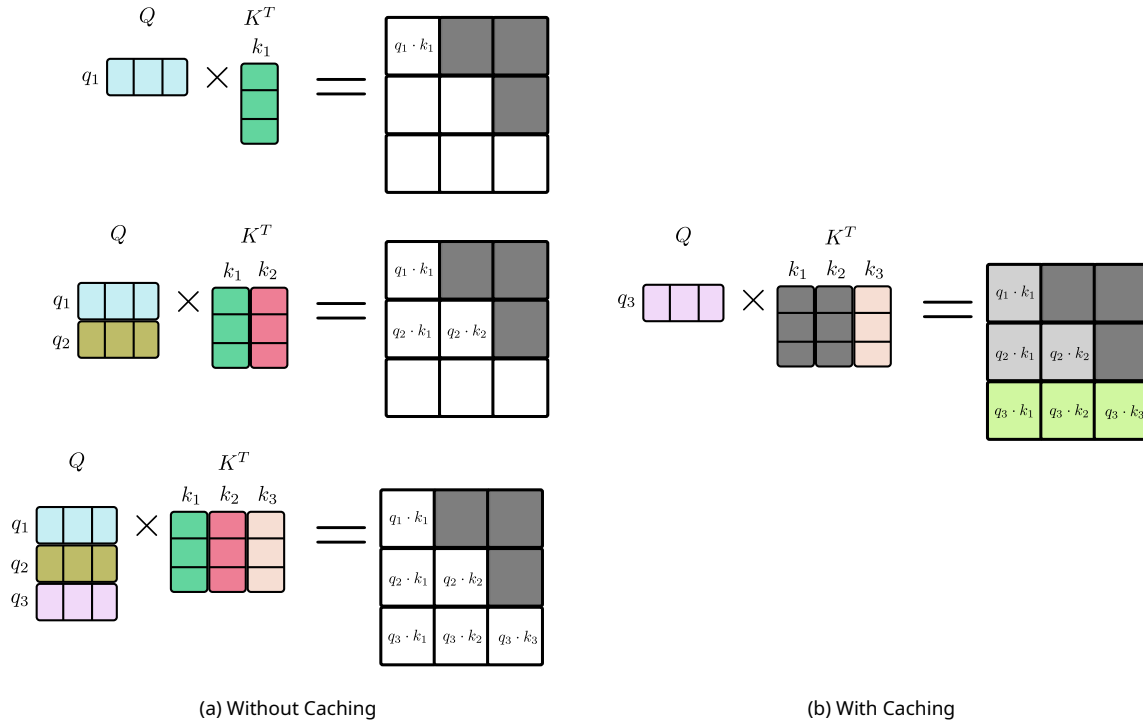 Q K^T
k_1
q_1 × =
q_1 · k_1
Q K^T
k_1 k_2
q_1 × =
q_2
q_1 · k_1
q_2 · k_1 q_2 · k_2
Q K^T
k_1 k_2 k_3
q_1 × =
q_2
q_3
q_1 · k_1
q_2 · k_1 q_2 · k_2
q_3 · k_1 q_3 · k_2 q_3 · k_3
(a) Without Caching
Q K^T
k_1 k_2 k_3
q_3 × =
q_1 · k_1
q_2 · k_1 q_2 · k_2
q_3 · k_1 q_3 · k_2 q_3 · k_3
(b) With Caching